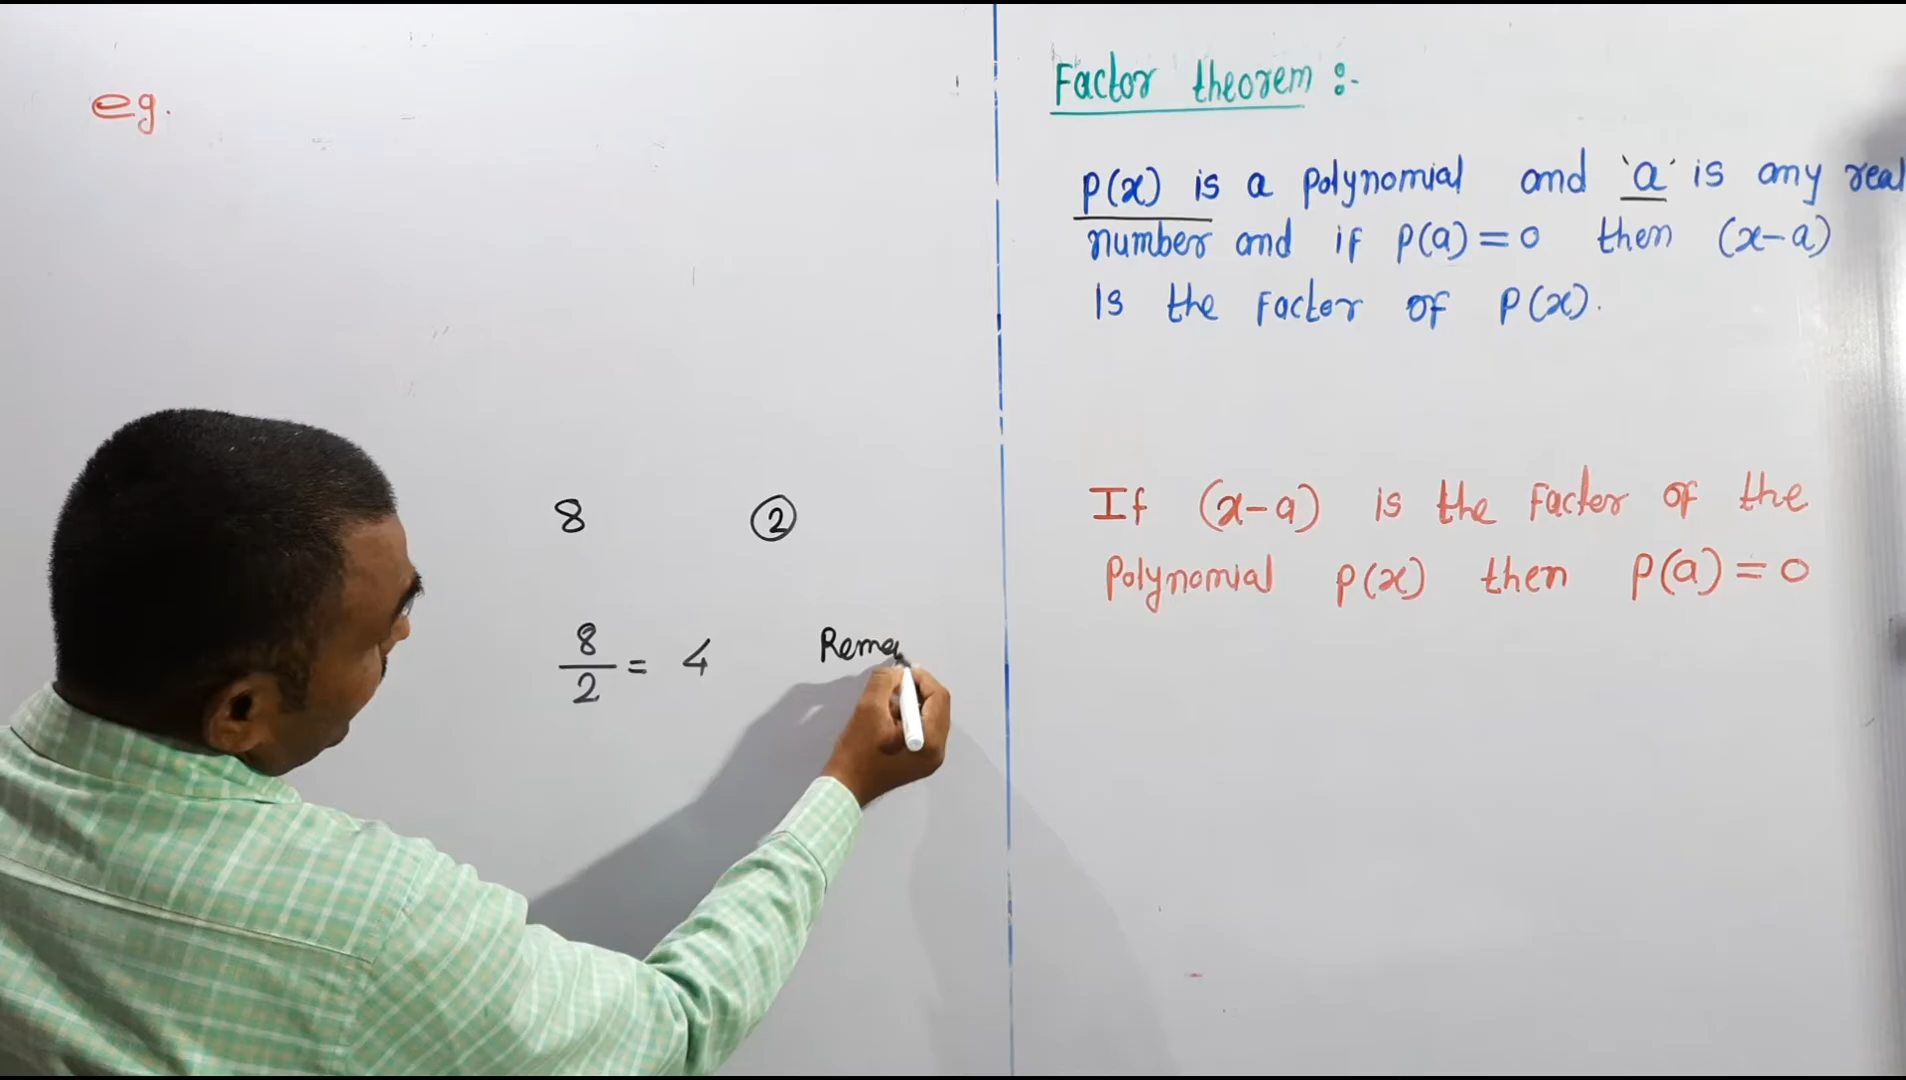 eg.
8 2
8/2 = 4 Rema
Factor theorem :-
P(x) is a polynomial and 'a' is any real
number and if P(a)=0 then (x-a)
is the Factor of P(x).
If (x-a) is the Factor of the
Polynomial P(x) then P(a)=0